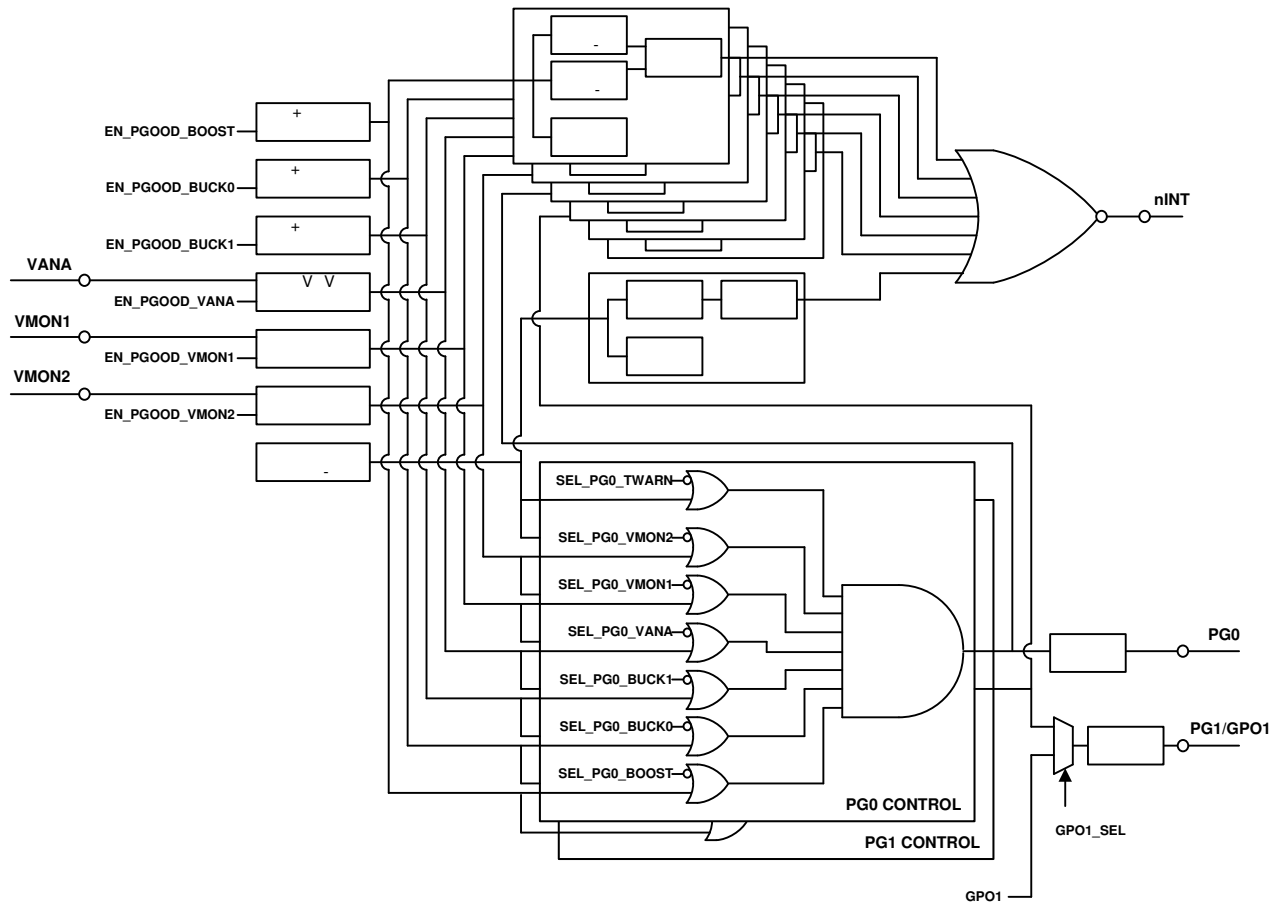 -
-
+
EN_PGOOD_BOOST
+
EN_PGOOD_BUCK0
+
EN_PGOOD_BUCK1
nINT
VANA
V V
EN_PGOOD_VANA
VMON1
EN_PGOOD_VMON1
VMON2
EN_PGOOD_VMON2
-
SEL_PG0_TWARN
SEL_PG0_VMON2
SEL_PG0_VMON1
SEL_PG0_VANA
SEL_PG0_BUCK1
SEL_PG0_BUCK0
SEL_PG0_BOOST
PG0
PG1/GPO1
PG0 CONTROL
PG1 CONTROL
GPO1_SEL
GPO1